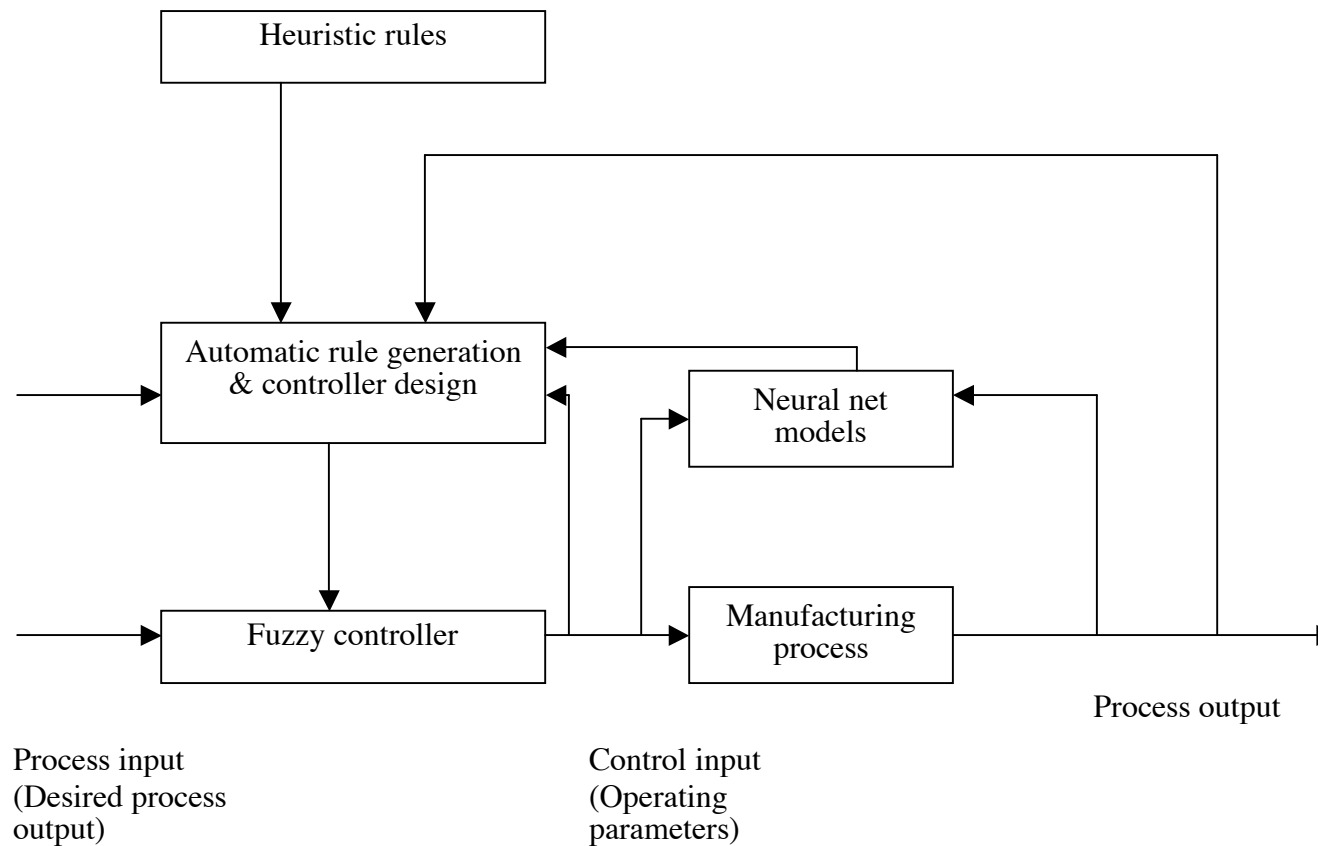 Heuristic rules
Automatic rule generation
& controller design
Neural net
models
Fuzzy controller
Manufacturing
process
Process output
Process input
(Desired process
output)
Control input
(Operating
parameters)